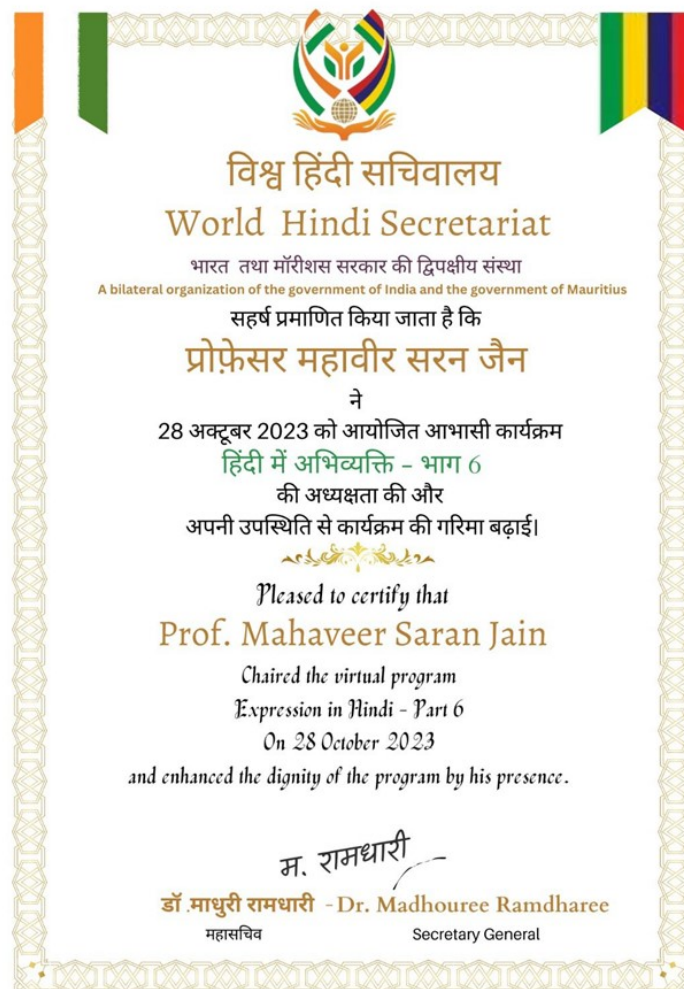 विश्व हिंदी सचिवालय
World Hindi Secretariat
भारत तथा मॉरीशस सरकार की द्विपक्षीय संस्था
A bilateral organization of the government of India and the government of Mauritius
सहर्ष प्रमाणित किया जाता है कि
प्रोफ़ेसर महावीर सरन जैन
ने
28 अक्टूबर 2023 को आयोजित आभासी कार्यक्रम
हिंदी में अभिव्यक्ति – भाग 6
की अध्यक्षता की और
अपनी उपस्थिति से कार्यक्रम की गरिमा बढ़ाई।
Pleased to certify that
Prof. Mahaveer Saran Jain
Chaired the virtual program
Expression in Hindi - Part 6
On 28 October 2023
and enhanced the dignity of the program by his presence.
म. रामधारी
डॉ .माधुरी रामधारी - Dr. Madhouree Ramdharee
महासचिव Secretary General